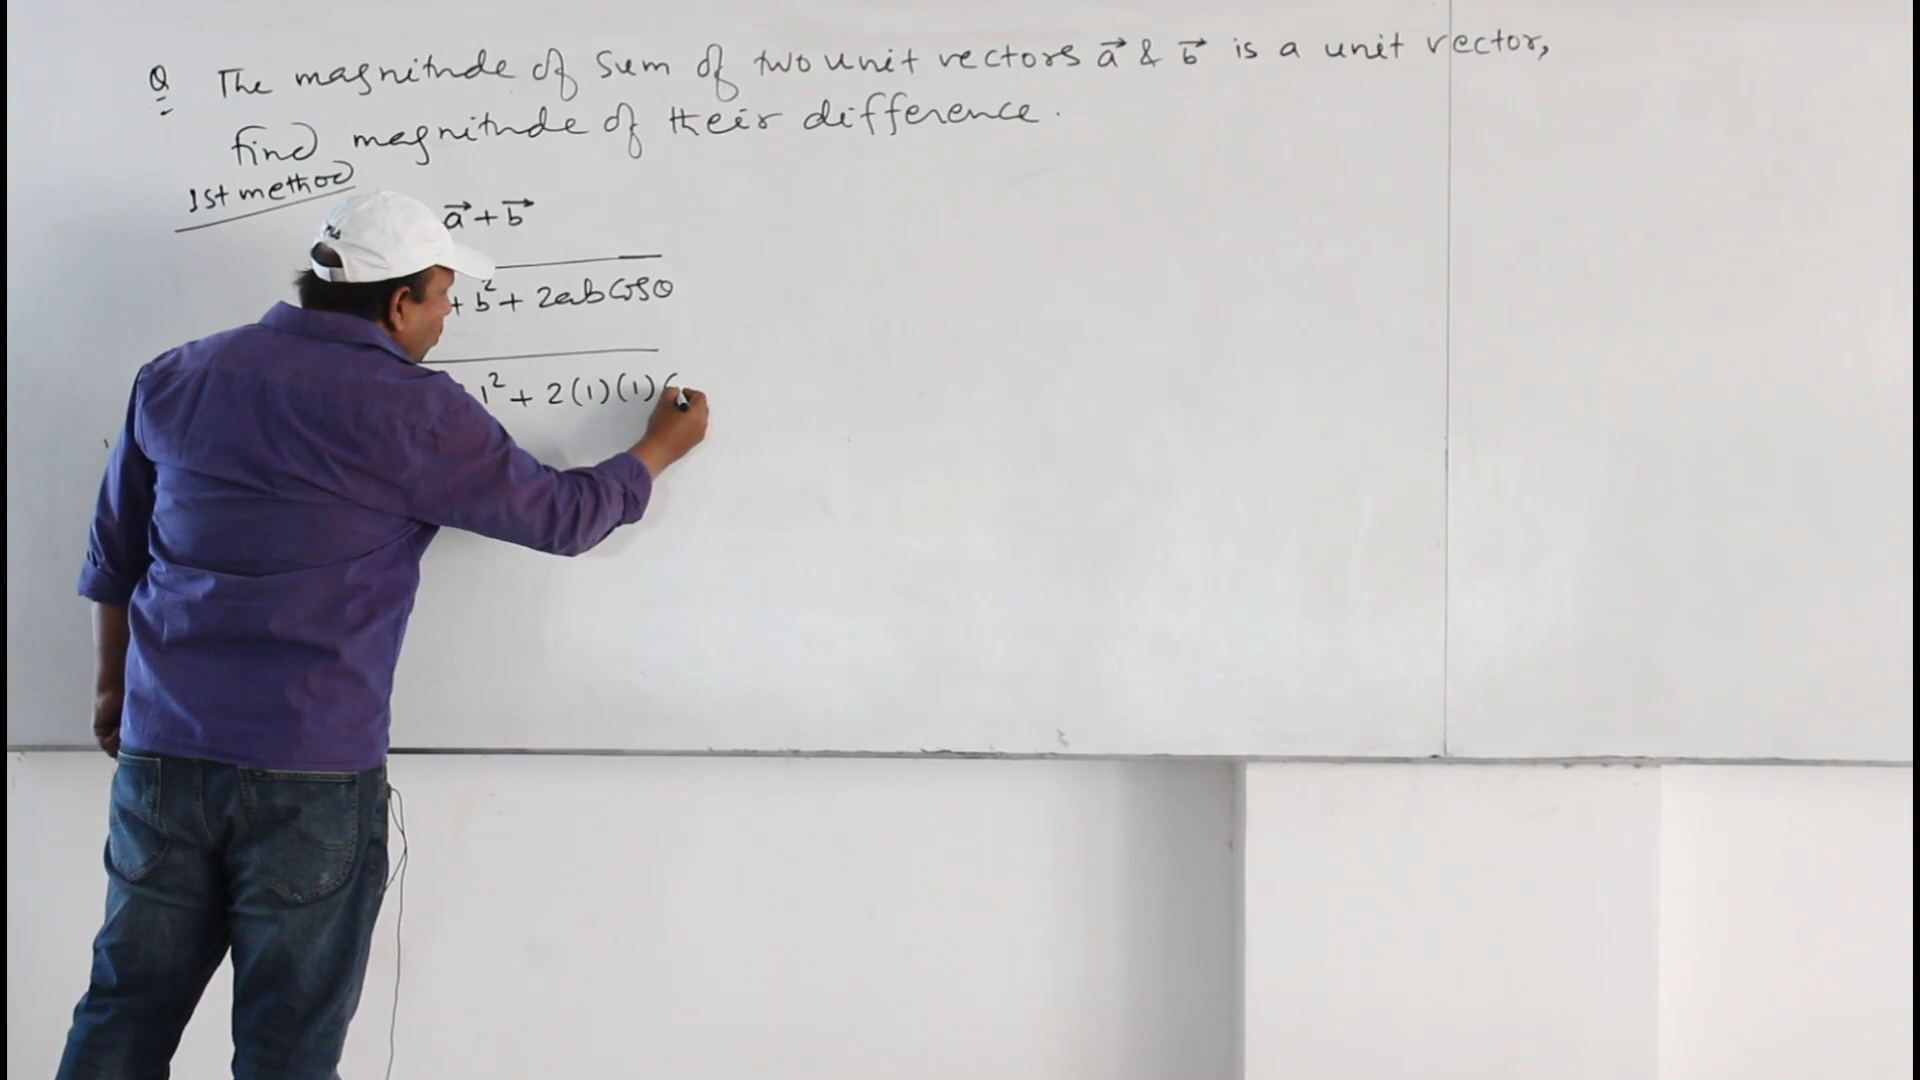 Q The magnitude of sum of two unit vectors a⃗ & b⃗ is a unit vector,
find magnitude of their difference.
1st method
a⃗ + b⃗
+ b² + 2ab Cosθ
1² + 2(1)(1)(